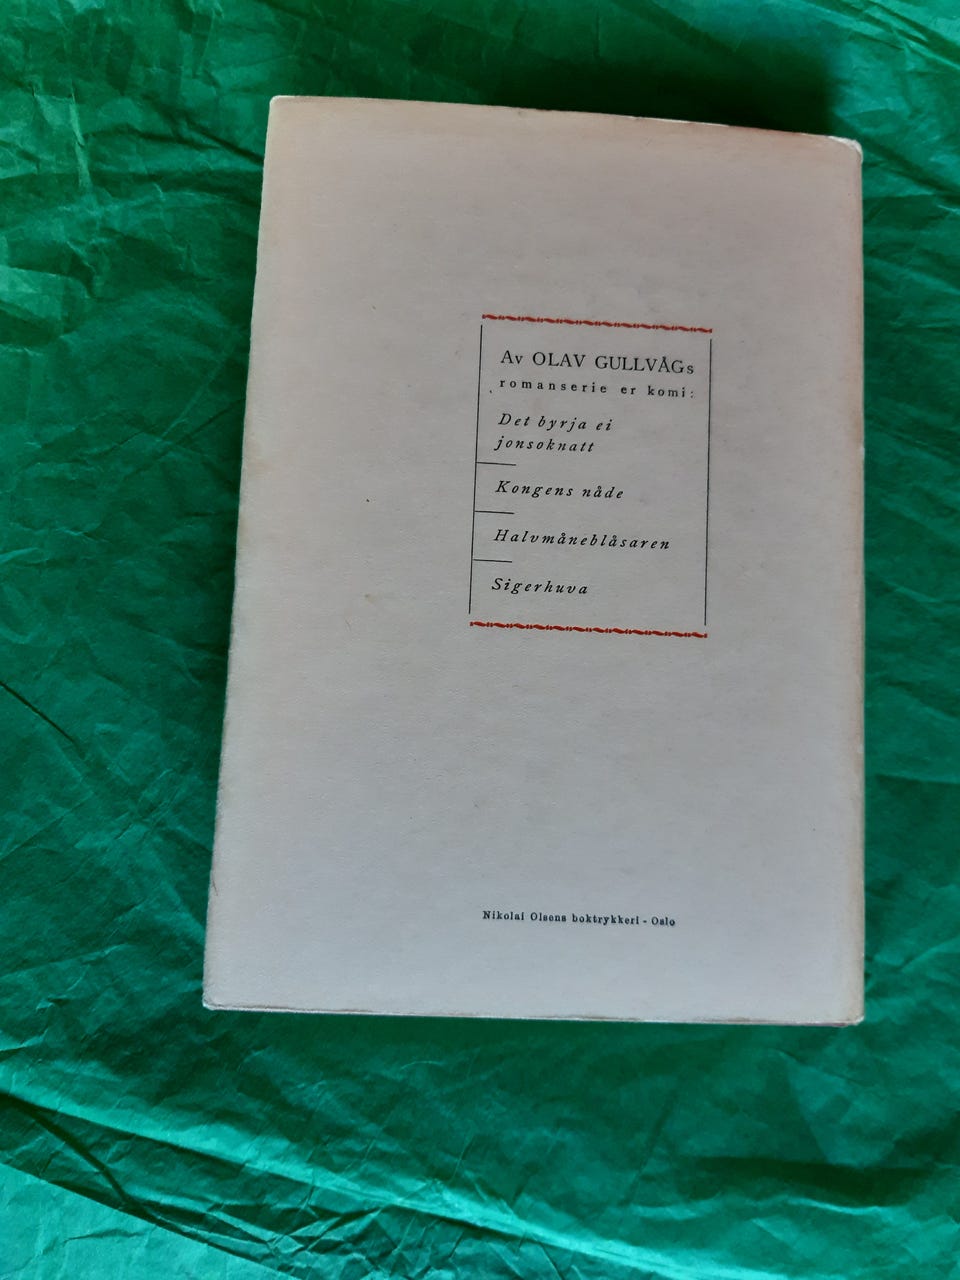 Av OLAV GULLVÅGs
romanserie er komi:
Det byrja ei
jonsoknatt
Kongens nåde
Halvmåneblåsaren
Sigerhuva
Nikolai Olsens boktrykkeri - Oslo